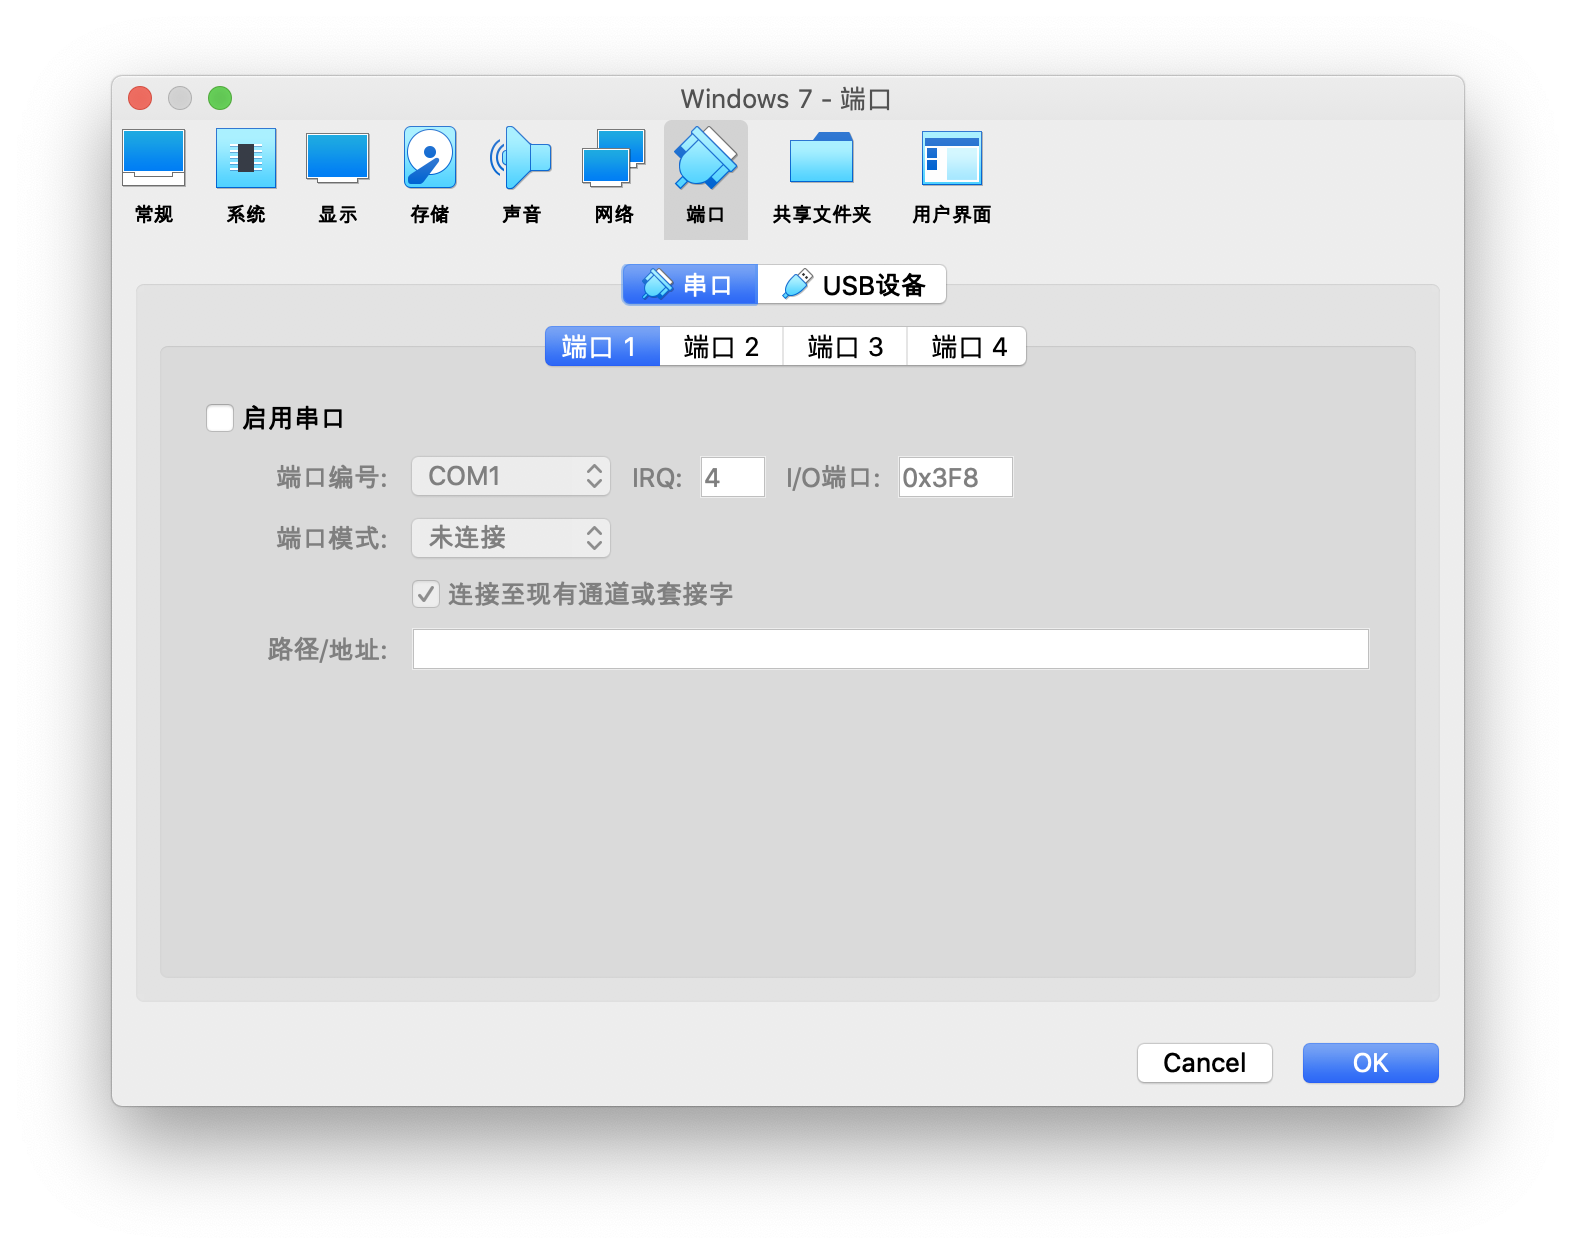 Windows 7 - 端口
常规 系统 显示 存储 声音 网络 端口 共享文件夹 用户界面
串口 USB设备
端口 1 端口 2 端口 3 端口 4
启用串口
端口编号: COM1 IRQ: 4 I/O端口: 0x3F8
端口模式: 未连接
连接至现有通道或套接字
路径/地址:
Cancel OK